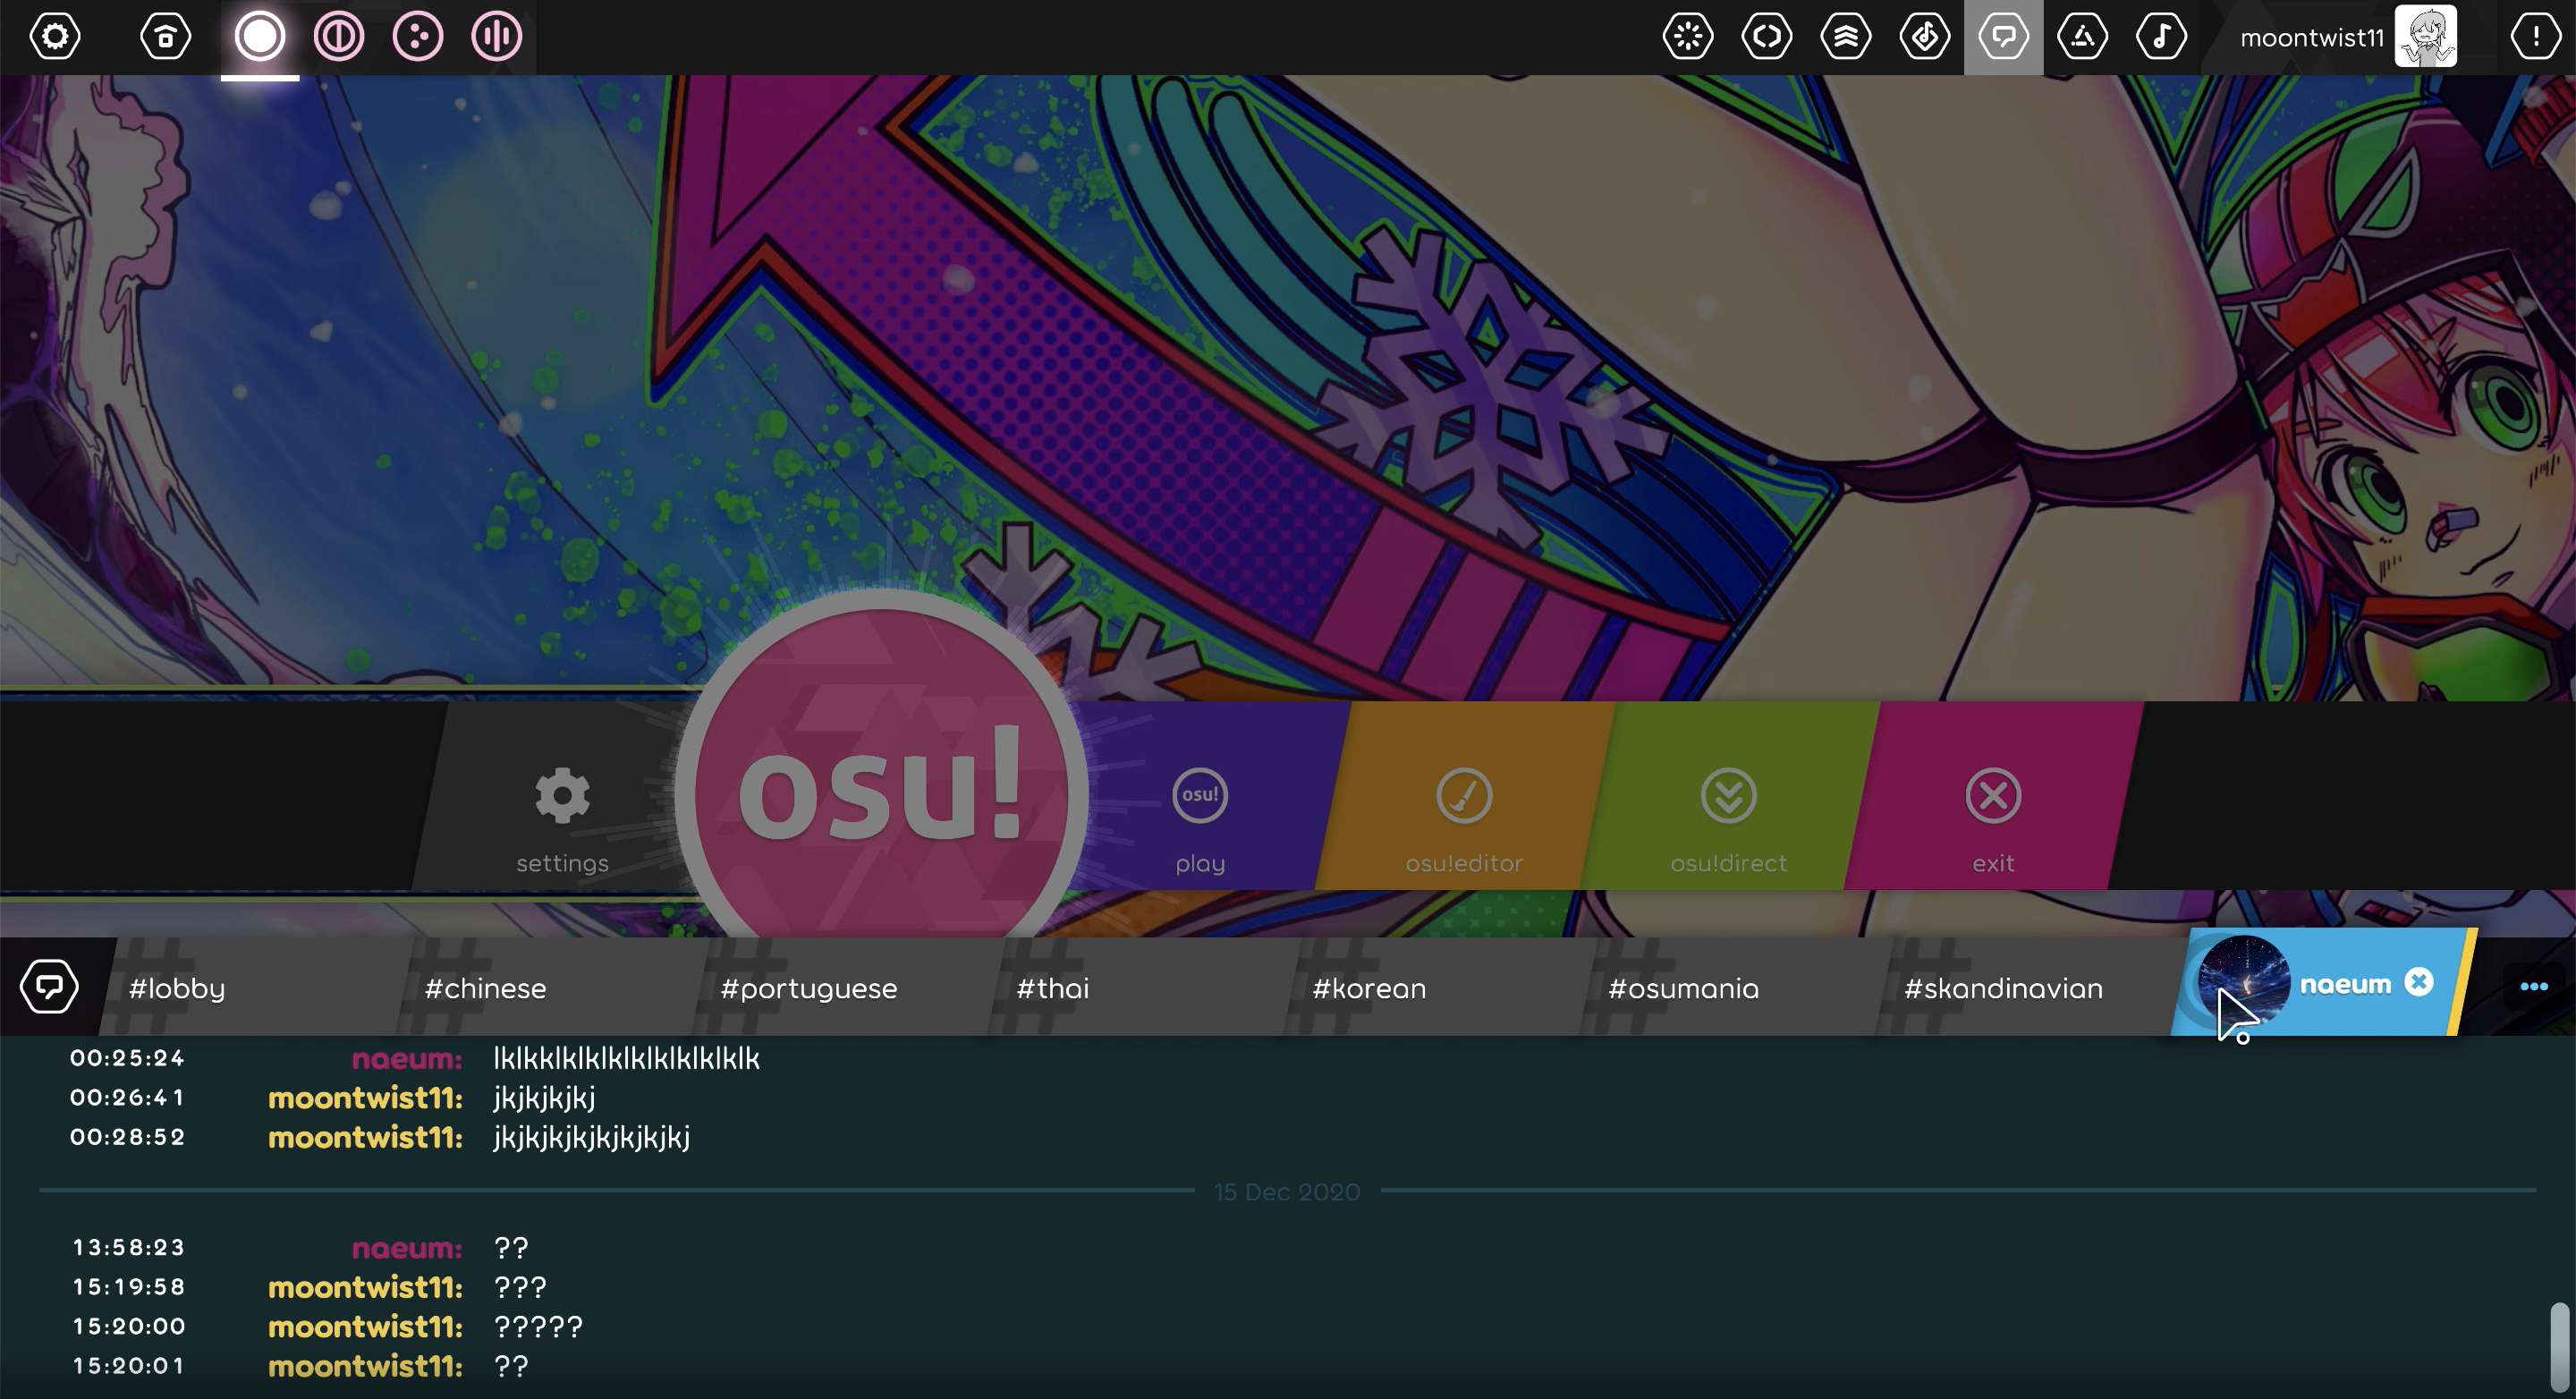 moontwist11
osu!
settings
osu!
play
osu!editor
osu!direct
exit
#lobby
#chinese
#portuguese
#thai
#korean
#osumania
#skandinavian
naeum
00:25:24 naeum: lklkklklklklklklklklklk
00:26:41 moontwist11: jkjkjkjkj
00:28:52 moontwist11: jkjkjkjkjkjkjkjkj
15 Dec 2020
13:58:23 naeum: ??
15:19:58 moontwist11: ???
15:20:00 moontwist11: ?????
15:20:01 moontwist11: ??